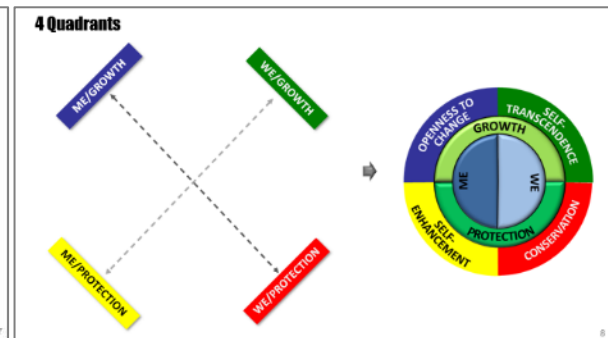 4 Quadrants
ME/GROWTH
WE/GROWTH
ME/PROTECTION
WE/PROTECTION
OPENNESS TO
CHANGE
SELF-
TRANSCENDENCE
GROWTH
ME
WE
PROTECTION
SELF-
ENHANCEMENT
CONSERVATION
8